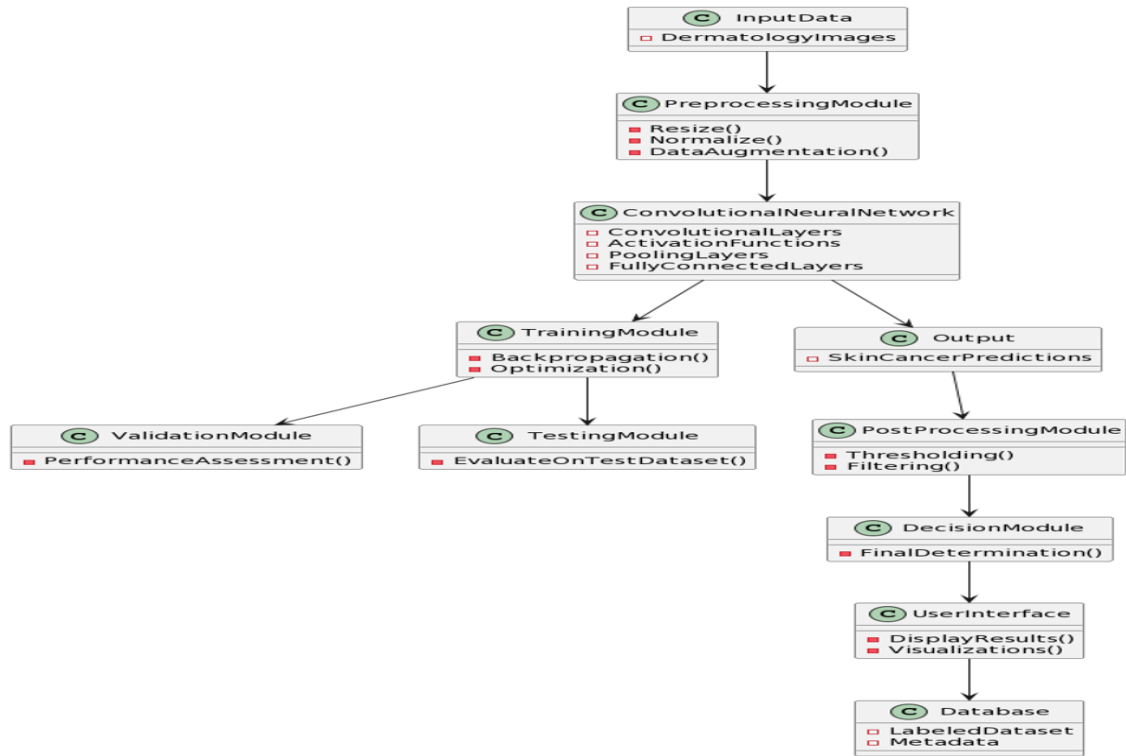 C InputData
DermatologyImages
C PreprocessingModule
Resize()
Normalize()
DataAugmentation()
C ConvolutionalNeuralNetwork
ConvolutionalLayers
ActivationFunctions
PoolingLayers
FullyConnectedLayers
C TrainingModule
Backpropagation()
Optimization()
C Output
SkinCancerPredictions
C ValidationModule
PerformanceAssessment()
C TestingModule
EvaluateOnTestDataset()
C PostProcessingModule
Thresholding()
Filtering()
C DecisionModule
FinalDetermination()
C UserInterface
DisplayResults()
Visualizations()
C Database
LabeledDataset
Metadata